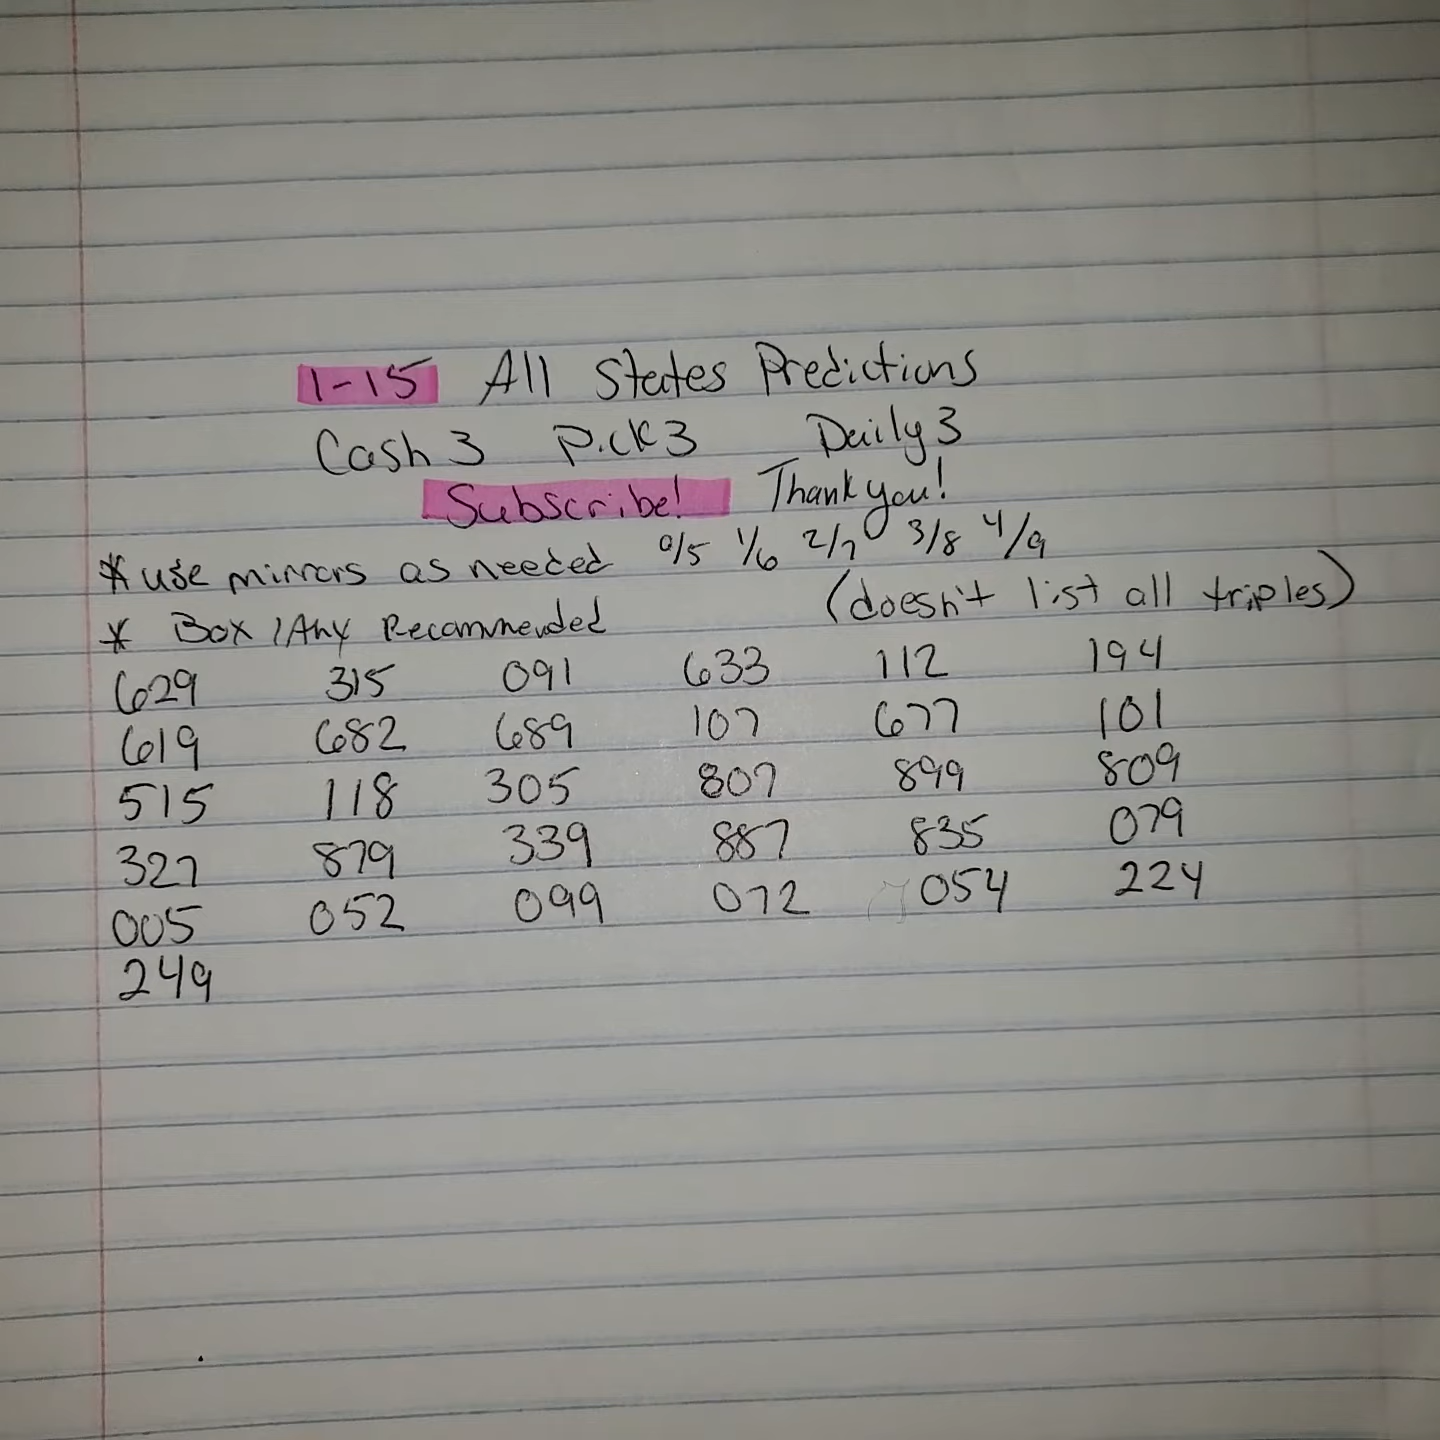 1-15 All States Predictions
Cash 3 Pick 3 Daily 3
Subscribe! Thank you!
* use mirrors as needed 0/5 1/6 2/7 3/8 4/9
* Box / Any Recommended (doesn't list all triples)
629 315 091 633 112 194
619 682 689 107 677 101
515 118 305 807 899 809
327 879 339 887 835 079
005 052 099 072 054 224
249